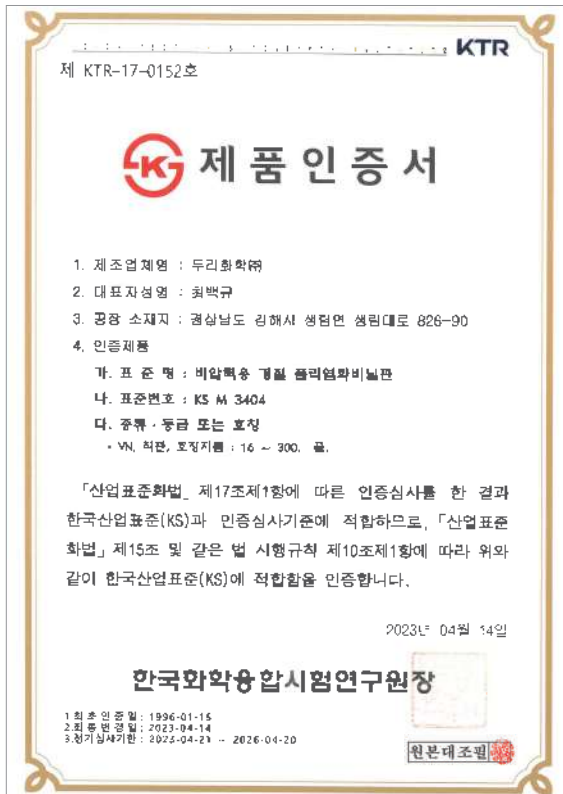 KTR
제 KTR-17-0152호
K 제품인증서
1. 제조업체명 : 두리화학㈜
2. 대표자성명 : 최백규
3. 공장 소재지 : 경상남도 김해시 생림면 생림대로 826-90
4. 인증제품
가. 표 준 명 : 비압력용 경질 폴리염화비닐관
나. 표준번호 : KS M 3404
다. 종류·등급 또는 호칭
- VN, 직관, 호칭지름 : 16 ~ 300. 끝.
「산업표준화법」 제17조제1항에 따른 인증심사를 한 결과
한국산업표준(KS)과 인증심사기준에 적합하므로, 「산업표준
화법」 제15조 및 같은 법 시행규칙 제10조제1항에 따라 위와
같이 한국산업표준(KS)에 적합함을 인증합니다.
2023년 04월 14일
한국화학융합시험연구원장
1.최초인증일: 1996-01-15
2.최종변경일: 2023-04-14
3.정기심사기한 : 2023-04-21 ~ 2026-04-20
원본대조필